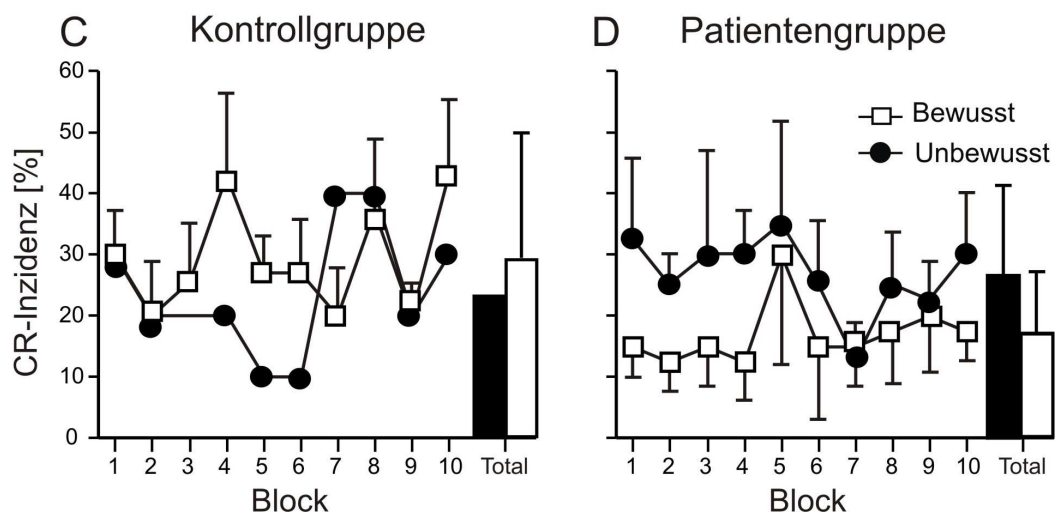 C Kontrollgruppe
D Patientengruppe
CR-Inzidenz [%]
60
50
40
30
20
10
0
Bewusst
Unbewusst
1 2 3 4 5 6 7 8 9 10 Total
1 2 3 4 5 6 7 8 9 10 Total
Block
Block